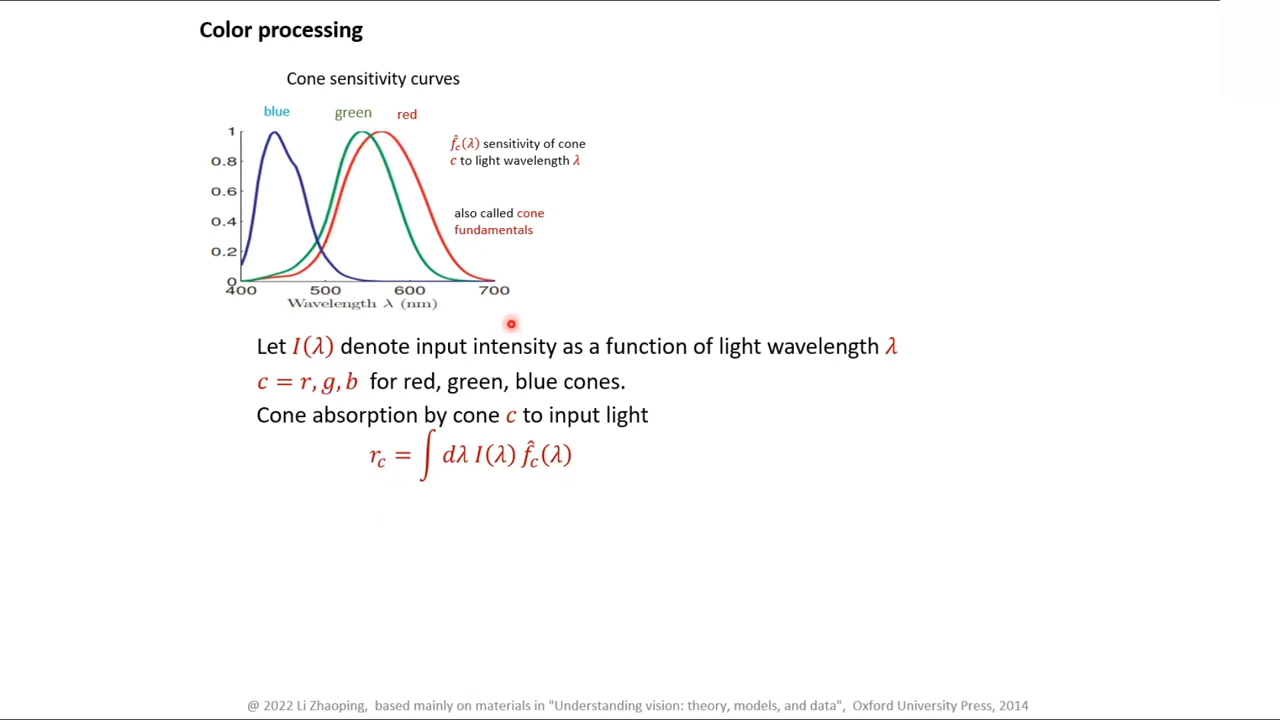 Color processing
Cone sensitivity curves
blue green red
1
0.8
0.6
0.4
0.2
0
400 500 600 700
Wavelength λ (nm)
f̂_c(λ) sensitivity of cone
c to light wavelength λ
also called cone
fundamentals
Let I(λ) denote input intensity as a function of light wavelength λ
c = r, g, b for red, green, blue cones.
Cone absorption by cone c to input light
r_c = ∫ dλ I(λ) f̂_c(λ)
@ 2022 Li Zhaoping, based mainly on materials in "Understanding vision: theory, models, and data", Oxford University Press, 2014